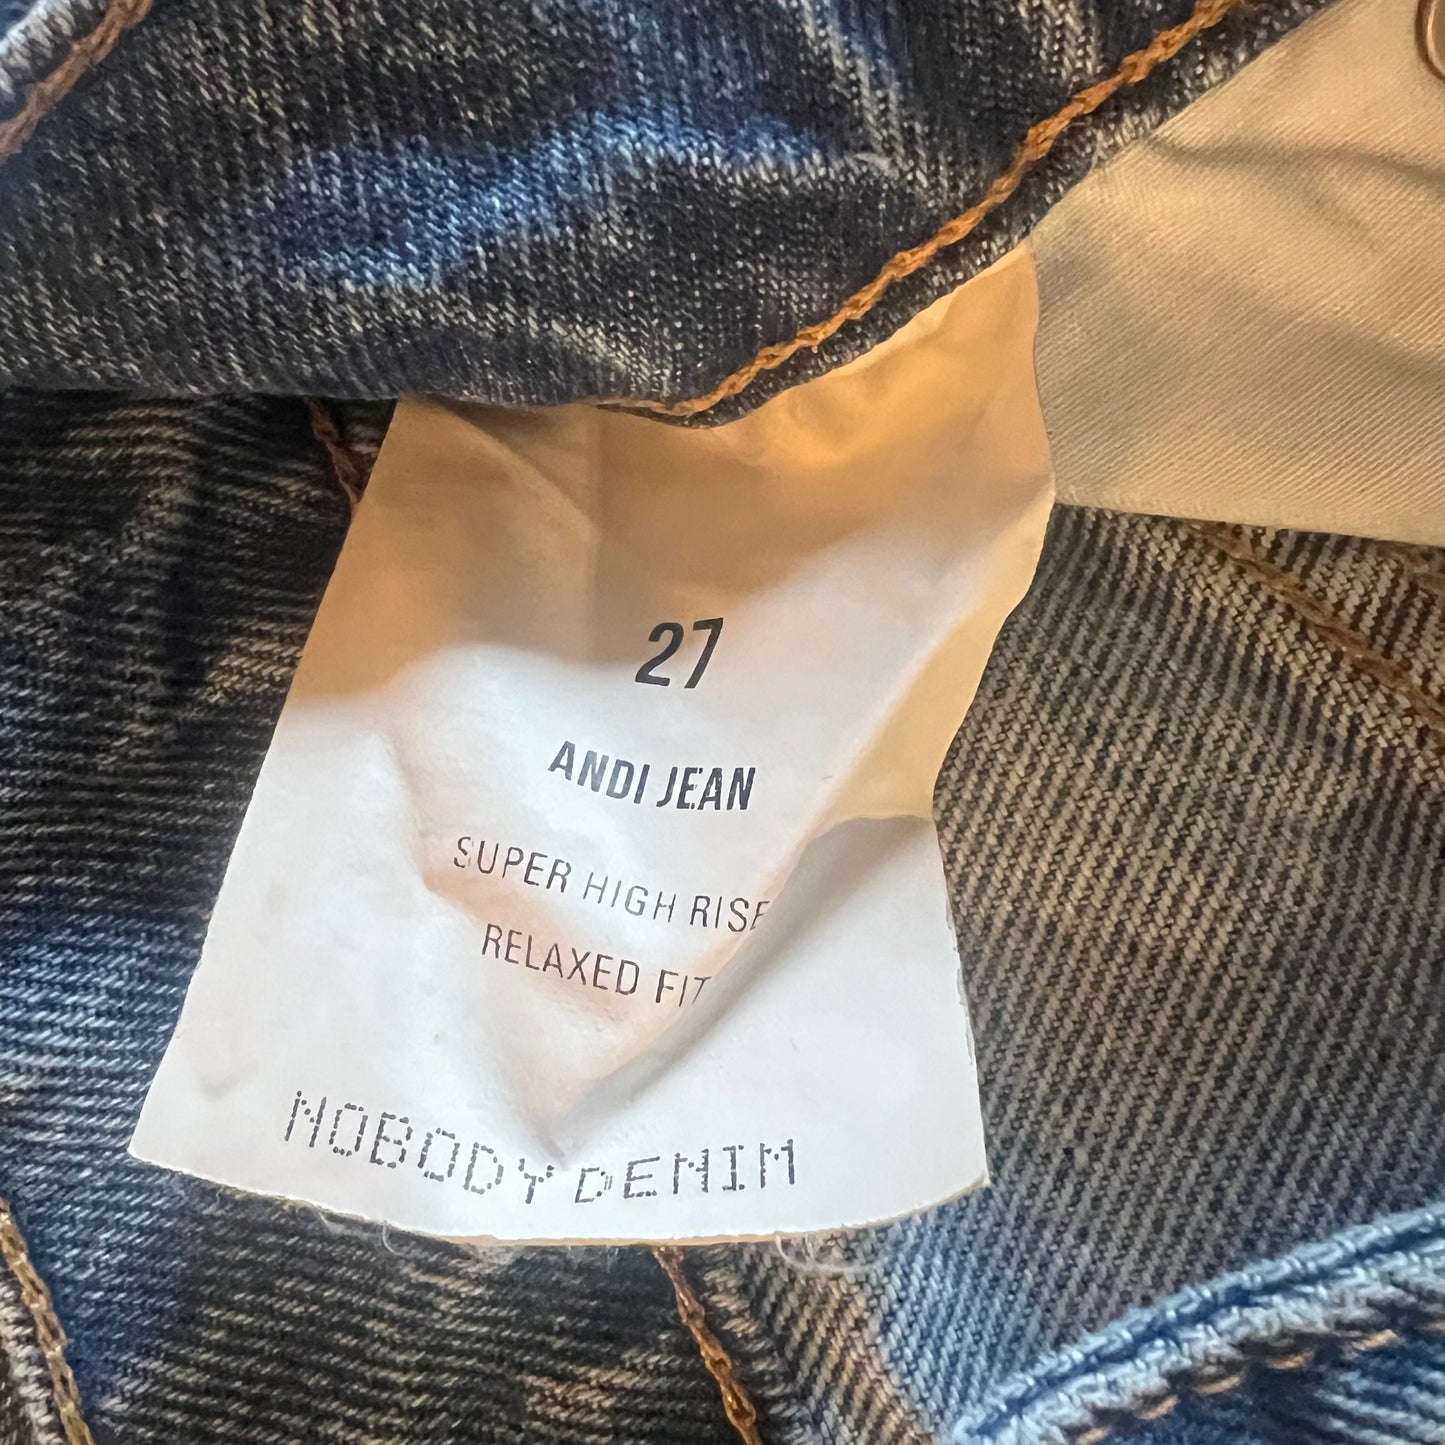 27
ANDI JEAN
SUPER HIGH RISE
RELAXED FIT
NOBODY DENIM